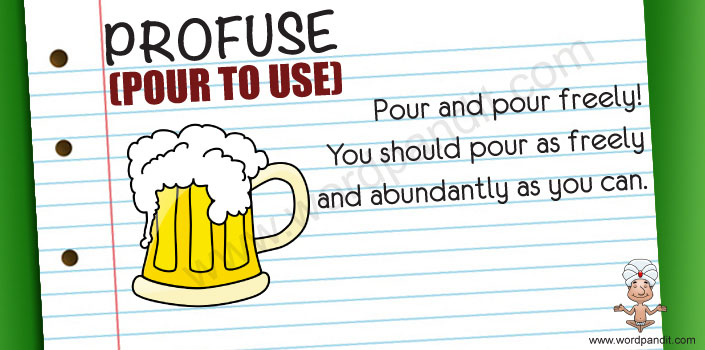 PROFUSE
(POUR TO USE)
Pour and pour freely!
You should pour as freely
and abundantly as you can.
www.wordpandit.com
www.wordpandit.com